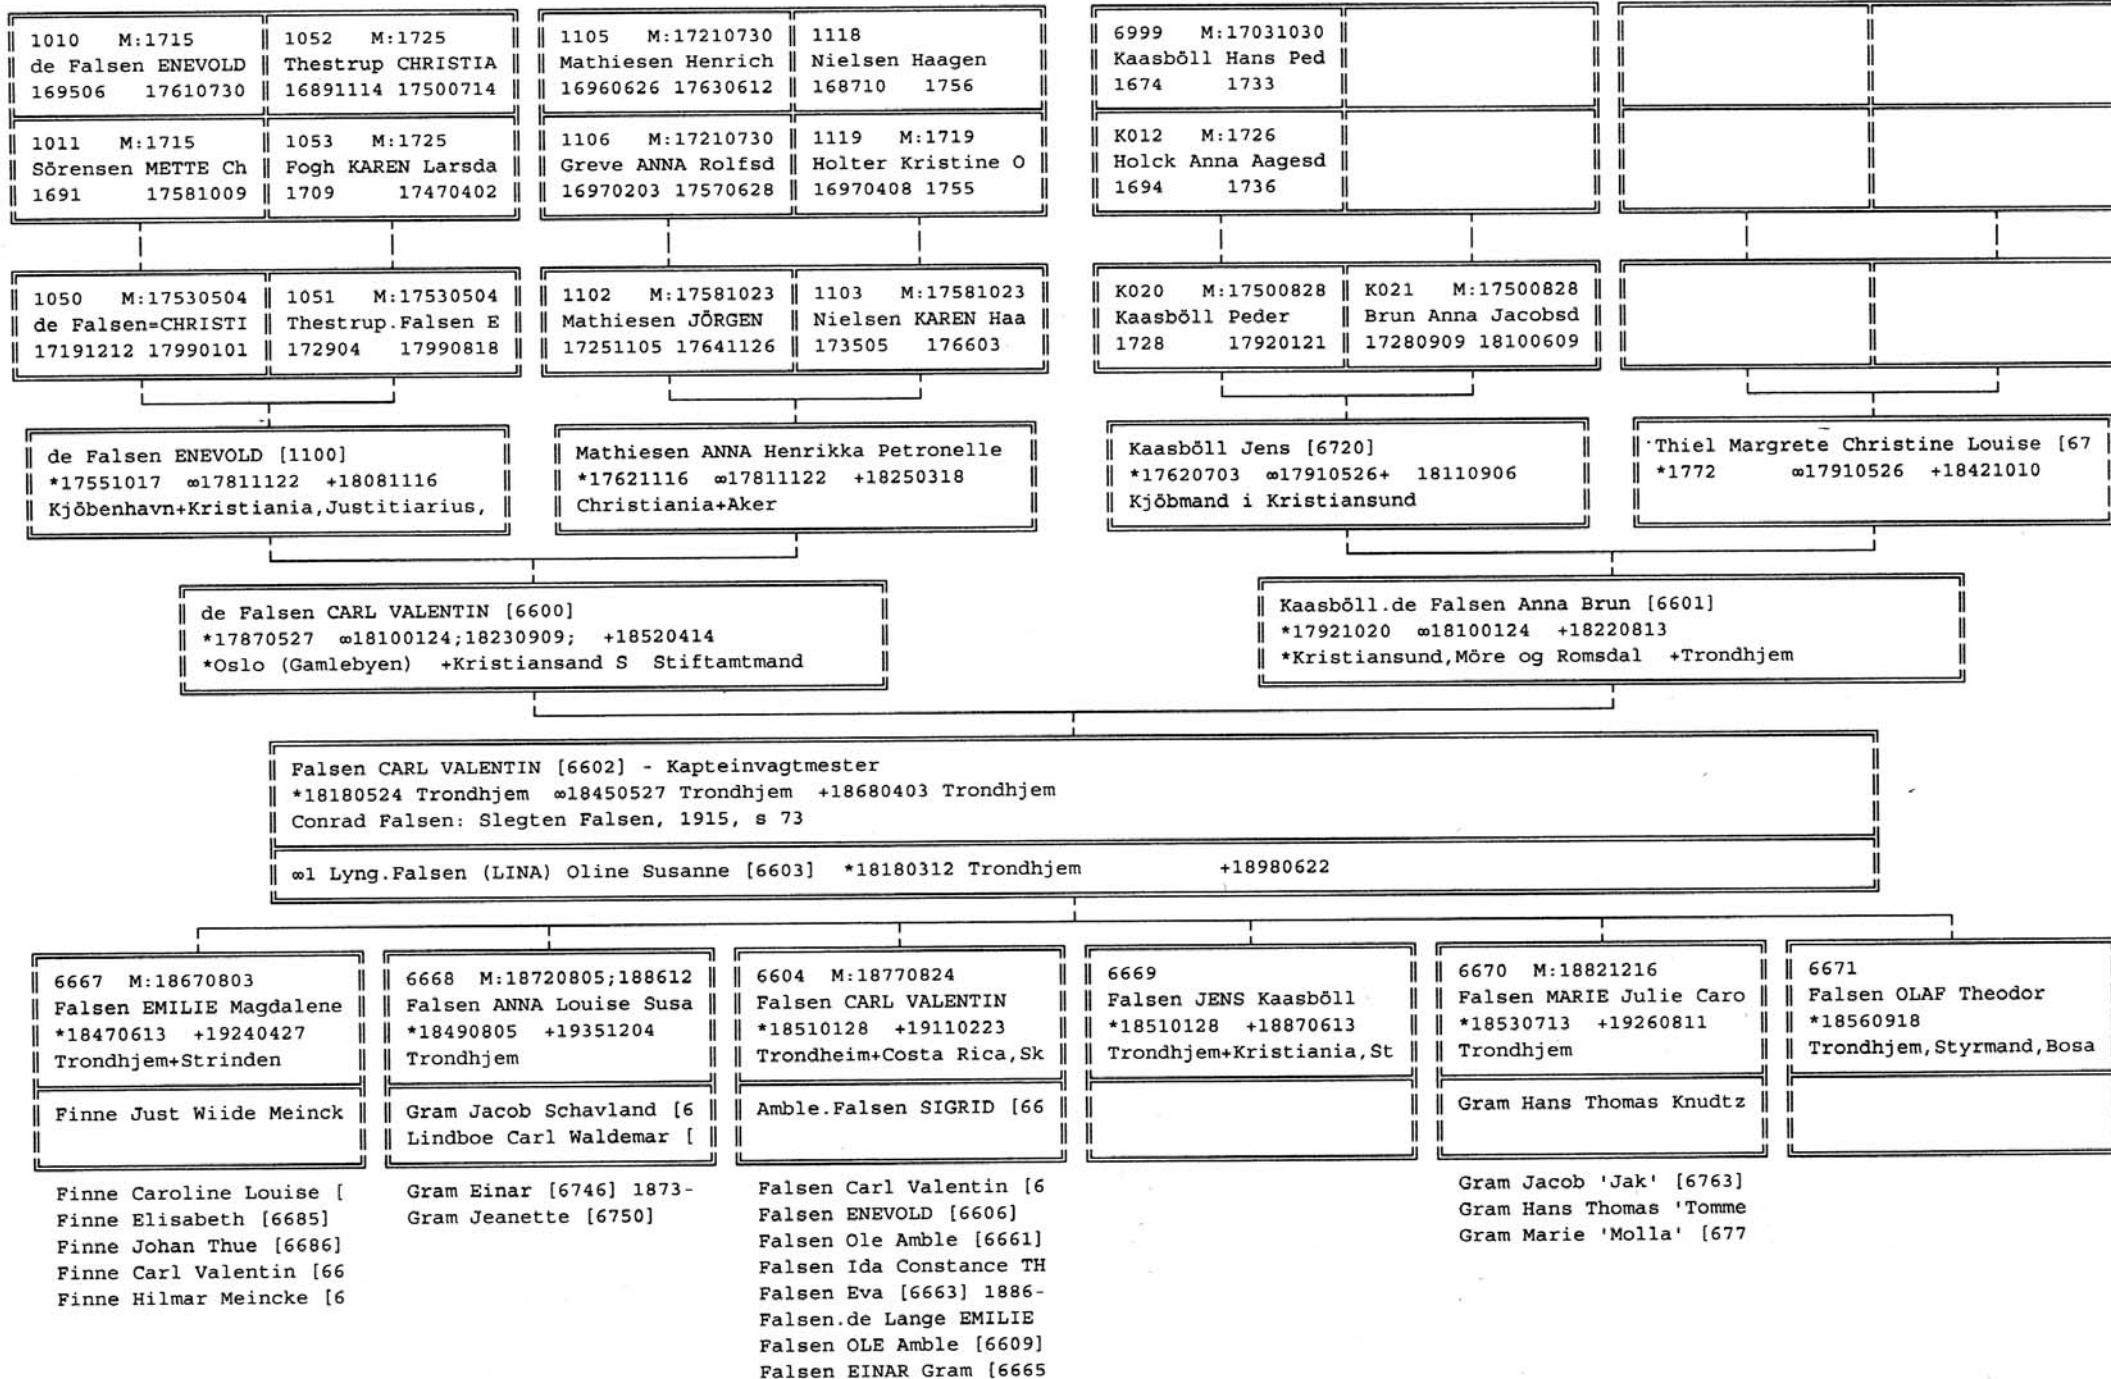 1010 M:1715
de Falsen ENEVOLD
169506 17610730
1052 M:1725
Thestrup CHRISTIA
16891114 17500714
1105 M:17210730
Mathiesen Henrich
16960626 17630612
1118
Nielsen Haagen
168710 1756
6999 M:17031030
Kaasböll Hans Ped
1674 1733
1011 M:1715
Sörensen METTE Ch
1691 17581009
1053 M:1725
Fogh KAREN Larsda
1709 17470402
1106 M:17210730
Greve ANNA Rolfsd
16970203 17570628
1119 M:1719
Holter Kristine O
16970408 1755
K012 M:1726
Holck Anna Aagesd
1694 1736
1050 M:17530504
de Falsen=CHRISTI
17191212 17990101
1051 M:17530504
Thestrup.Falsen E
172904 17990818
1102 M:17581023
Mathiesen JÖRGEN
17251105 17641126
1103 M:17581023
Nielsen KAREN Haa
173505 176603
K020 M:17500828
Kaasböll Peder
1728 17920121
K021 M:17500828
Brun Anna Jacobsd
17280909 18100609
de Falsen ENEVOLD [1100]
*17551017 ∞17811122 +18081116
Kjöbenhavn+Kristiania,Justitiarius,
Mathiesen ANNA Henrikka Petronelle
*17621116 ∞17811122 +18250318
Christiania+Aker
Kaasböll Jens [6720]
*17620703 ∞17910526+ 18110906
Kjöbmand i Kristiansund
Thiel Margrete Christine Louise [67
*1772 ∞17910526 +18421010
de Falsen CARL VALENTIN [6600]
*17870527 ∞18100124;18230909; +18520414
*Oslo (Gamlebyen) +Kristiansand S Stiftamtmand
Kaasböll.de Falsen Anna Brun [6601]
*17921020 ∞18100124 +18220813
*Kristiansund,Möre og Romsdal +Trondhjem
Falsen CARL VALENTIN [6602] - Kapteinvagtmester
*18180524 Trondhjem ∞18450527 Trondhjem +18680403 Trondhjem
Conrad Falsen: Slegten Falsen, 1915, s 73
∞1 Lyng.Falsen (LINA) Oline Susanne [6603] *18180312 Trondhjem +18980622
6667 M:18670803
Falsen EMILIE Magdalene
*18470613 +19240427
Trondhjem+Strinden
Finne Just Wiide Meinck
Finne Caroline Louise [
Finne Elisabeth [6685]
Finne Johan Thue [6686]
Finne Carl Valentin [66
Finne Hilmar Meincke [6
6668 M:18720805;188612
Falsen ANNA Louise Susa
*18490805 +19351204
Trondhjem
Gram Jacob Schavland [6
Lindboe Carl Waldemar [
Gram Einar [6746] 1873-
Gram Jeanette [6750]
6604 M:18770824
Falsen CARL VALENTIN
*18510128 +19110223
Trondheim+Costa Rica,Sk
Amble.Falsen SIGRID [66
Falsen Carl Valentin [6
Falsen ENEVOLD [6606]
Falsen Ole Amble [6661]
Falsen Ida Constance TH
Falsen Eva [6663] 1886-
Falsen.de Lange EMILIE
Falsen OLE Amble [6609]
Falsen EINAR Gram [6665
6669
Falsen JENS Kaasböll
*18510128 +18870613
Trondhjem+Kristiania,St
6670 M:18821216
Falsen MARIE Julie Caro
*18530713 +19260811
Trondhjem
Gram Hans Thomas Knudtz
Gram Jacob 'Jak' [6763]
Gram Hans Thomas 'Tomme
Gram Marie 'Molla' [677
6671
Falsen OLAF Theodor
*18560918
Trondhjem,Styrmand,Bosa